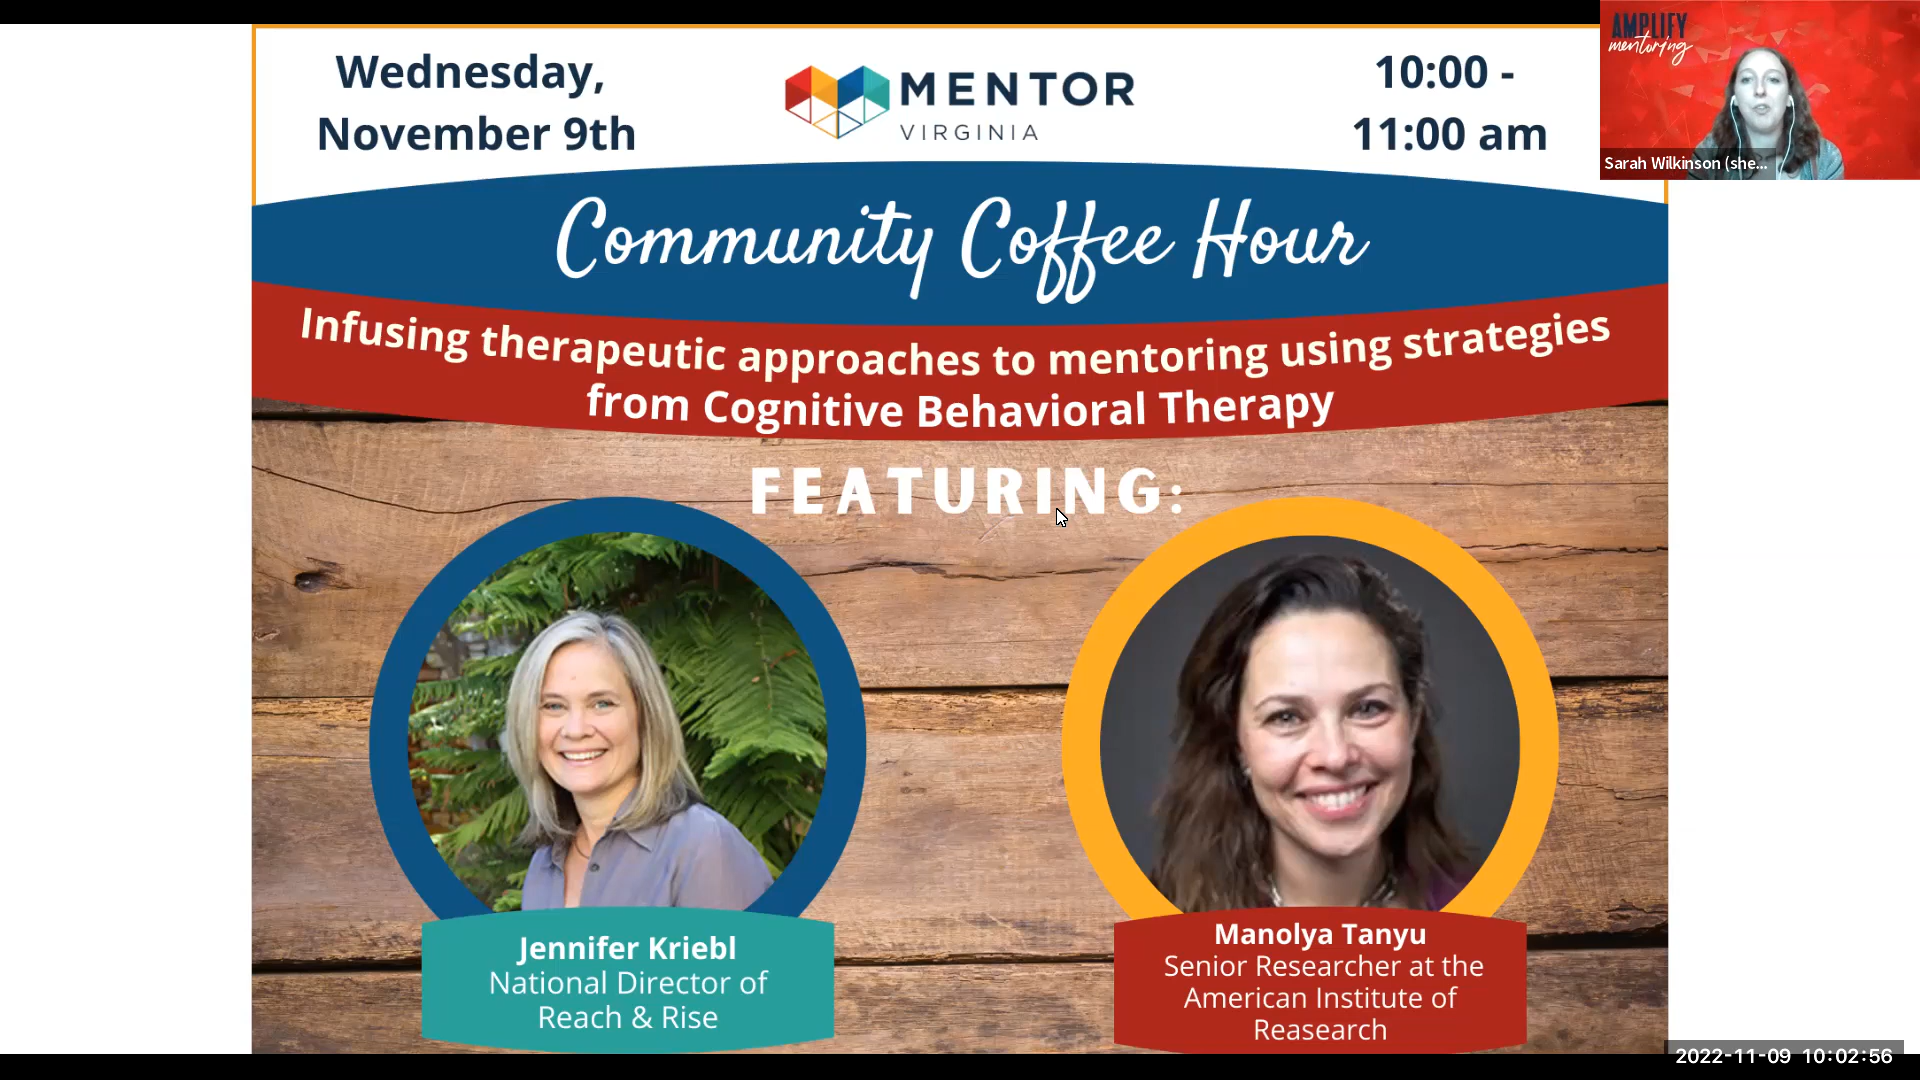 Wednesday,
November 9th
MENTOR
VIRGINIA
10:00 -
11:00 am
AMPLIFY
mentoring
Sarah Wilkinson (she...
Community Coffee Hour
Infusing therapeutic approaches to mentoring using strategies
from Cognitive Behavioral Therapy
FEATURING:
Jennifer Kriebl
National Director of
Reach & Rise
Manolya Tanyu
Senior Researcher at the
American Institute of
Reasearch
2022-11-09 10:02:56